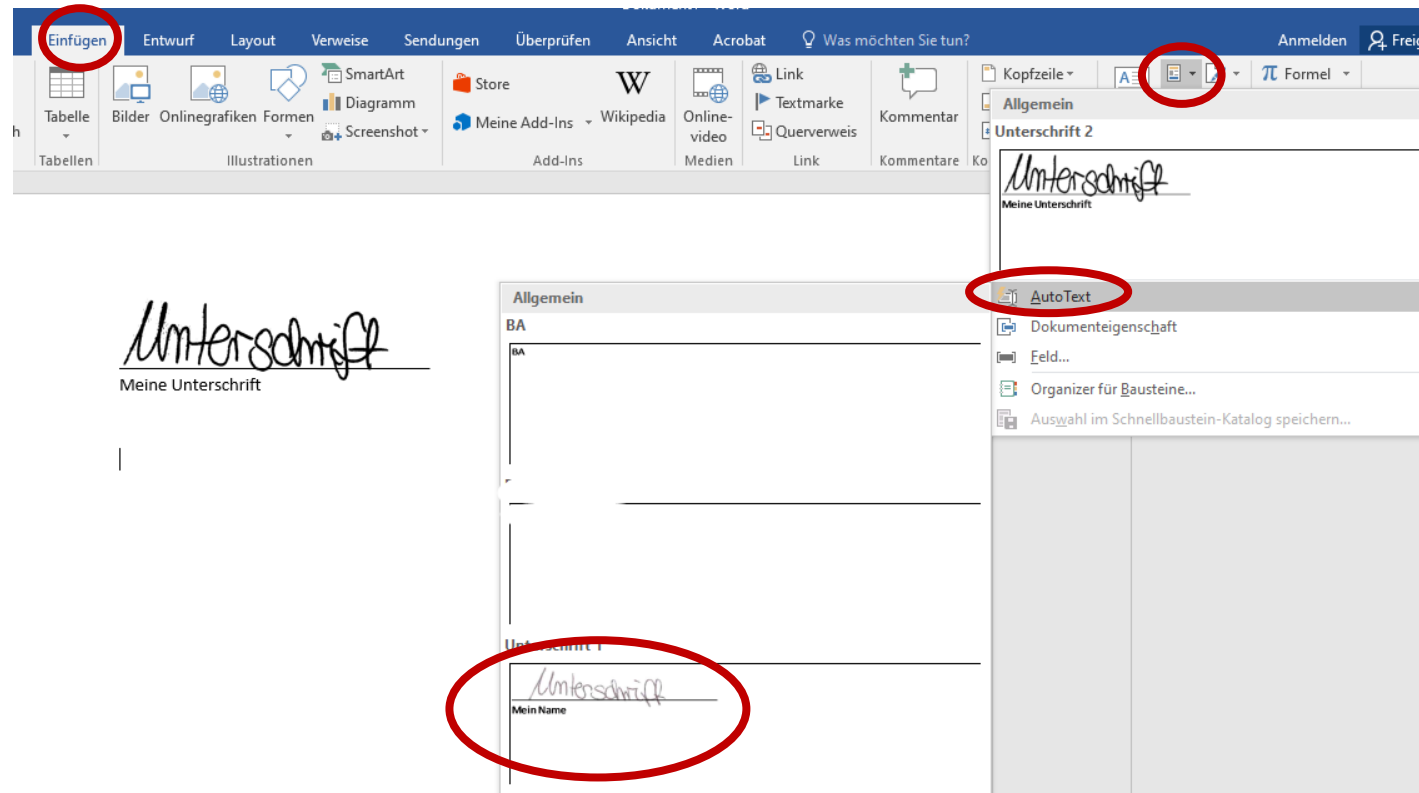 Einfügen Entwurf Layout Verweise Sendungen Überprüfen Ansicht Acrobat Was möchten Sie tun? Anmelden
Tabelle
Bilder Onlinegrafiken Formen
SmartArt
Diagramm
Screenshot
Store
Meine Add-Ins
W
Wikipedia
Online-
video
Link
Textmarke
Querverweis
Kommentar
Kopfzeile
A
π Formel
Tabellen Illustrationen Add-Ins Medien Link Kommentare
Allgemein
Unterschrift 2
Unterschrift
Meine Unterschrift
AutoText
Dokumenteigenschaft
Feld...
Organizer für Bausteine...
Auswahl im Schnellbaustein-Katalog speichern...
Unterschrift
Meine Unterschrift
Allgemein
BA
BA
Unterschrift 1
Unterschrift
Mein Name